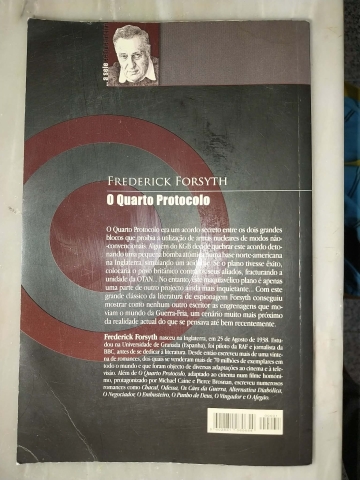 FREDERICK FORSYTH
O Quarto Protocolo
O Quarto Protocolo era um acordo secreto entre os dois grandes
blocos que proibia a utilização de armas nucleares de modos não-
-convencionais. Alguém do KGB decide quebrar esse acordo deto-
nando uma pequena bomba atómica numa base norte-americana
na Inglaterra, simulando um acidente. Se o plano tivesse êxito,
colocaria o povo britânico contra os seus aliados, fracturando a
unidade da OTAN... No entanto, este maquiavélico plano é apenas
uma parte de outro projecto ainda mais inquietante... Com este
grande clássico da literatura de espionagem Forsyth conseguiu
mostrar como nenhum outro escritor as engrenagens que mo-
viam o mundo da Guerra-Fria, um cenário muito mais próximo
da realidade actual do que se pensava até bem recentemente.
Frederick Forsyth nasceu na Inglaterra, em 25 de Agosto de 1938. Estu-
dou na Universidade de Granada (Espanha), foi piloto da RAF e jornalista da
BBC, antes de se dedicar à literatura. Desde então escreveu mais de uma vinte-
na de romances, dos quais se venderam mais de 70 milhões de exemplares em
todo o mundo e que foram objecto de diversas adaptações ao cinema e à tele-
visão. Além de O Quarto Protocolo, adaptado ao cinema num filme homóni-
mo, protagonizado por Michael Caine e Pierce Brosnan, escreveu numerosos
romances como Chacal, Odessa, Os Cães da Guerra, Alternativa Diabólica,
O Negociador, O Embusteiro, O Punho de Deus, O Vingador e O Afegão.